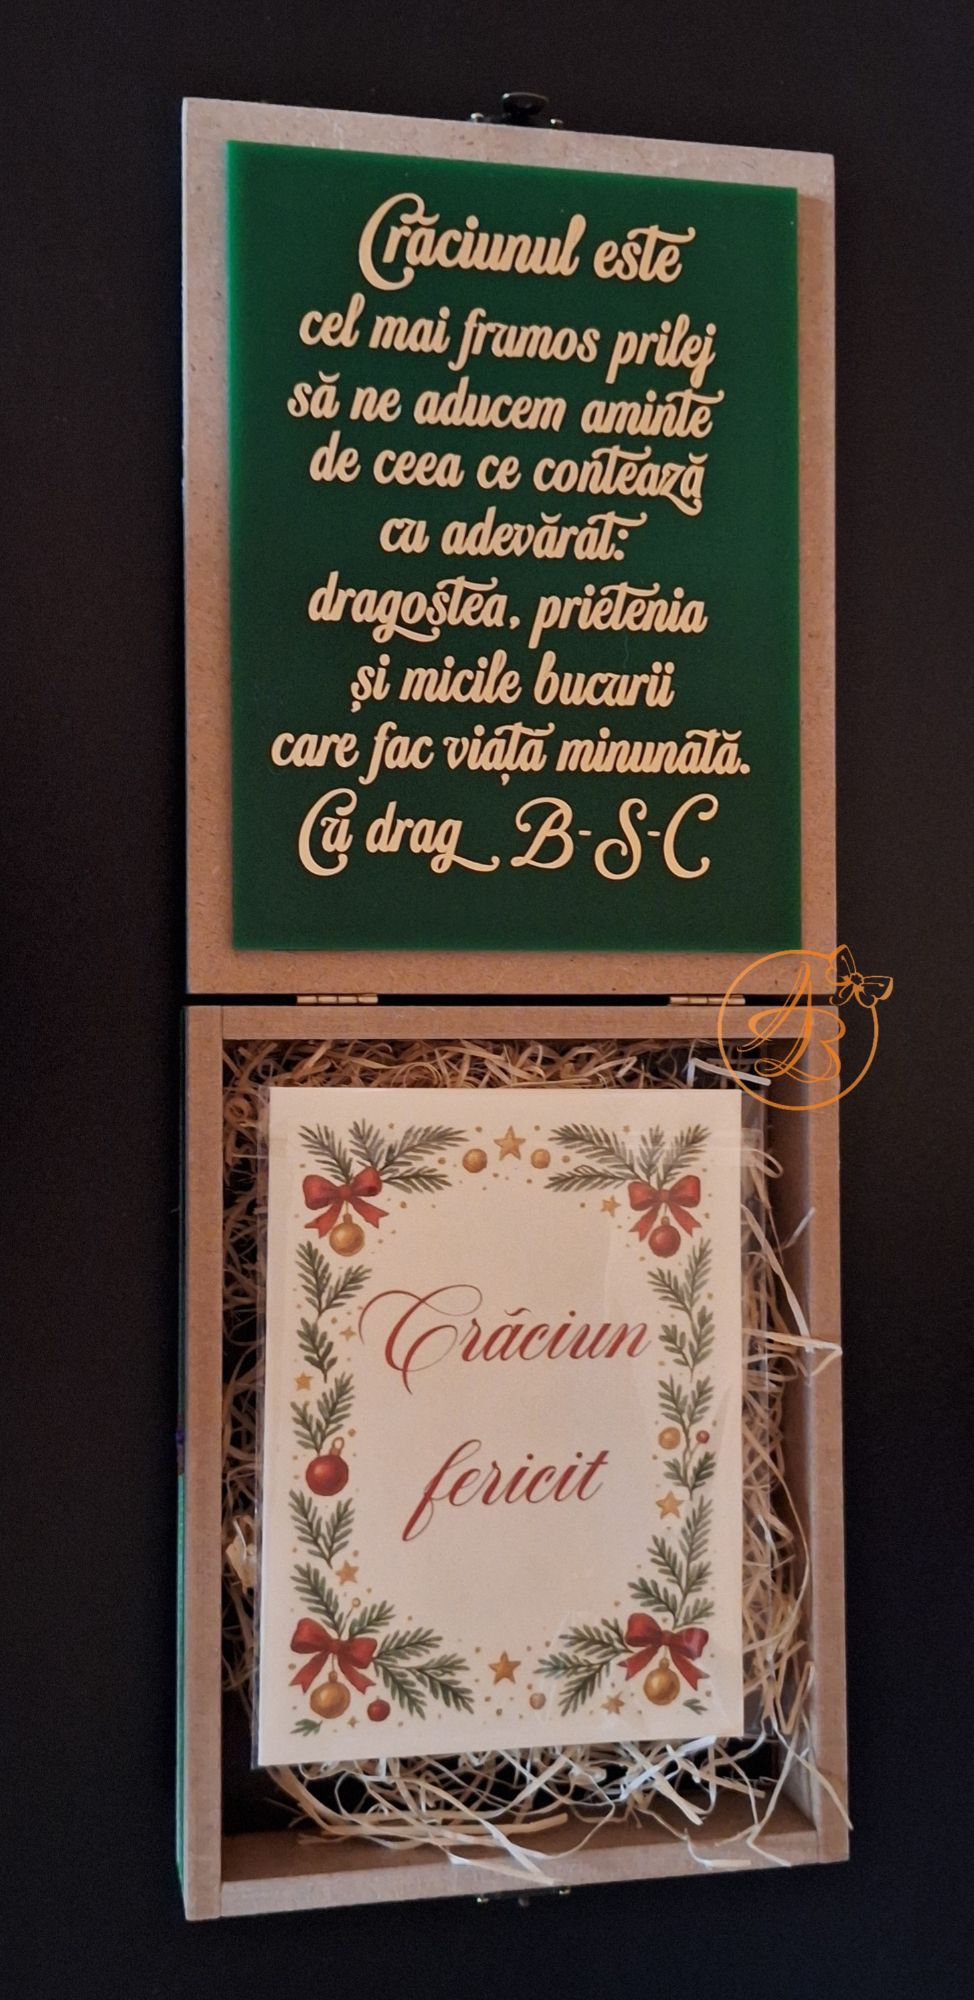 Crăciunul este
cel mai frumos prilej
să ne aducem aminte
de ceea ce contează
cu adevărat:
dragostea, prietenia
și micile bucurii
care fac viața minunată.
Cu drag B-S-C
AB
Crăciun
fericit